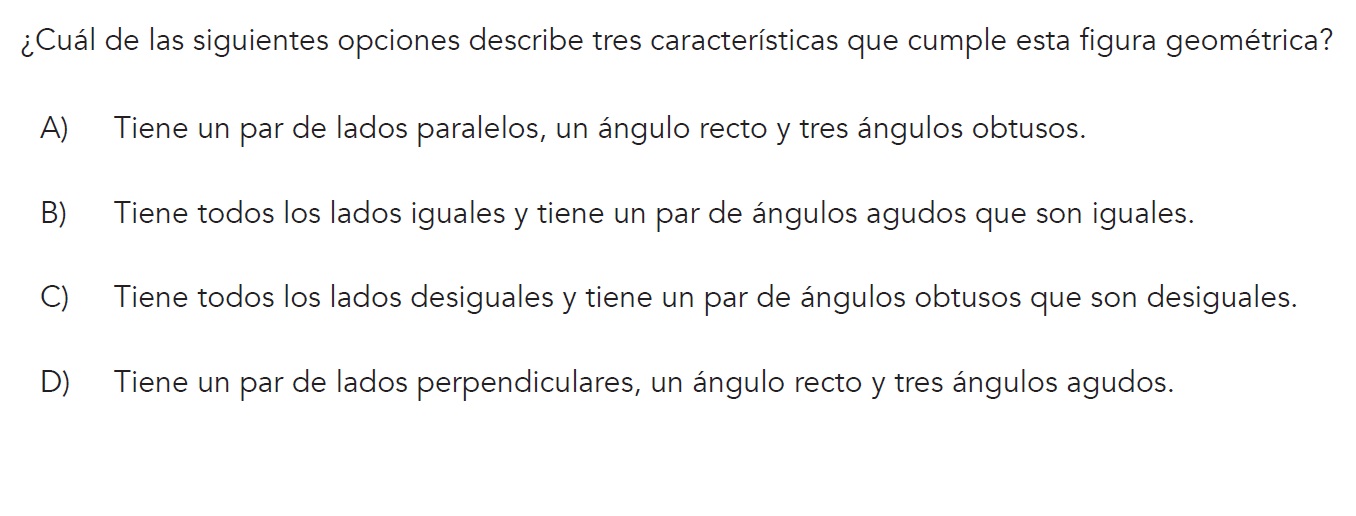 ¿Cuál de las siguientes opciones describe tres características que cumple esta figura geométrica?
A) Tiene un par de lados paralelos, un ángulo recto y tres ángulos obtusos.
B) Tiene todos los lados iguales y tiene un par de ángulos agudos que son iguales.
C) Tiene todos los lados desiguales y tiene un par de ángulos obtusos que son desiguales.
D) Tiene un par de lados perpendiculares, un ángulo recto y tres ángulos agudos.